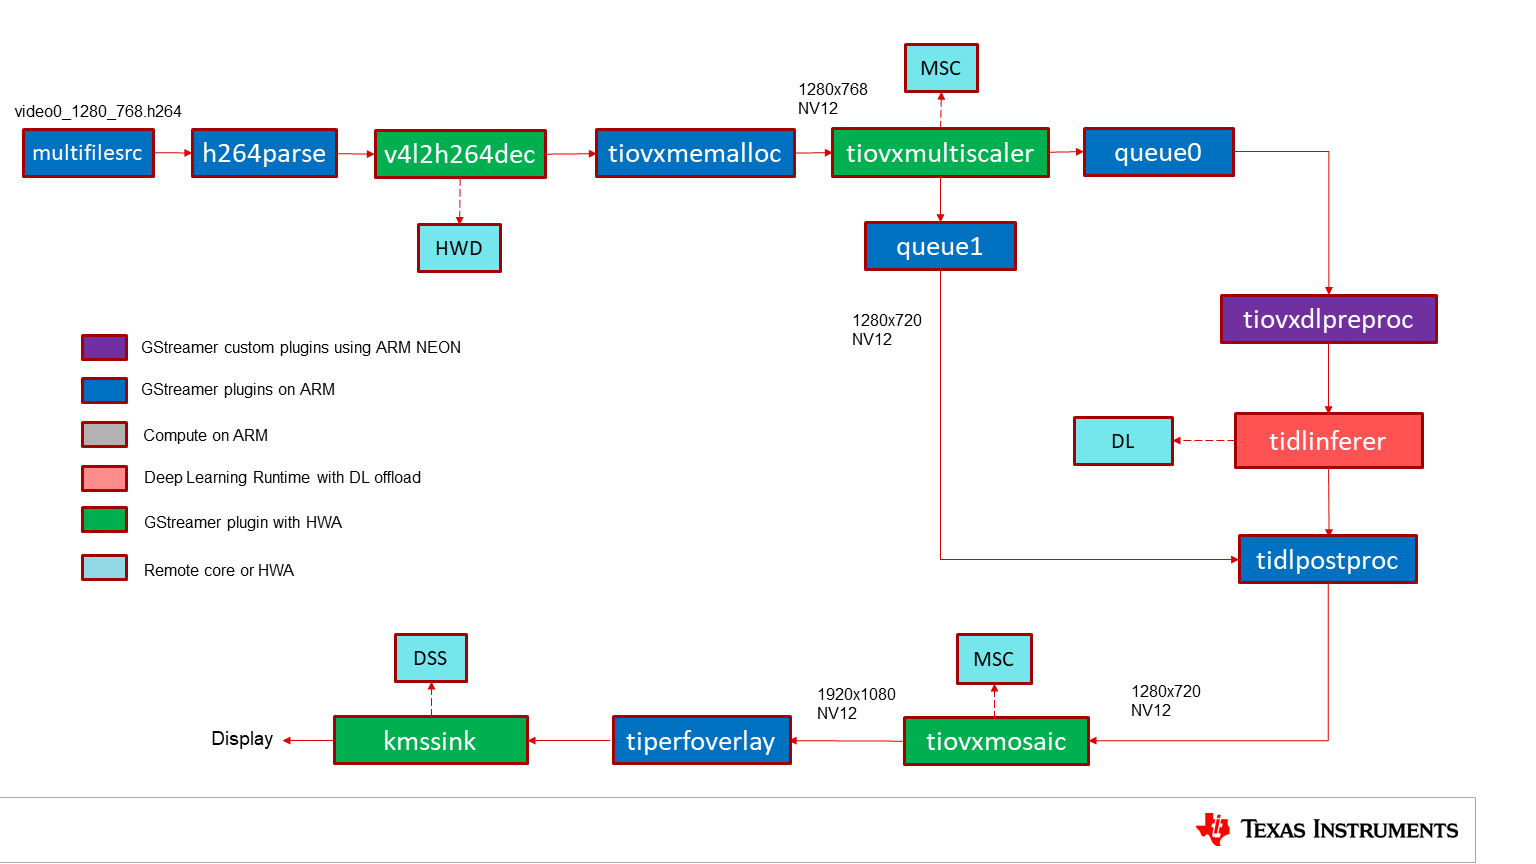 MSC
1280x768
NV12
video0_1280_768.h264
multifilesrc
h264parse
v4l2h264dec
tiovxmemalloc
tiovxmultiscaler
queue0
HWD
queue1
1280x720
NV12
tiovxdlpreproc
GStreamer custom plugins using ARM NEON
GStreamer plugins on ARM
Compute on ARM
Deep Learning Runtime with DL offload
GStreamer plugin with HWA
Remote core or HWA
DL
tidlinferer
tidlpostproc
DSS
MSC
1920x1080
NV12
1280x720
NV12
Display
kmssink
tiperfoverlay
tiovxmosaic
TEXAS INSTRUMENTS